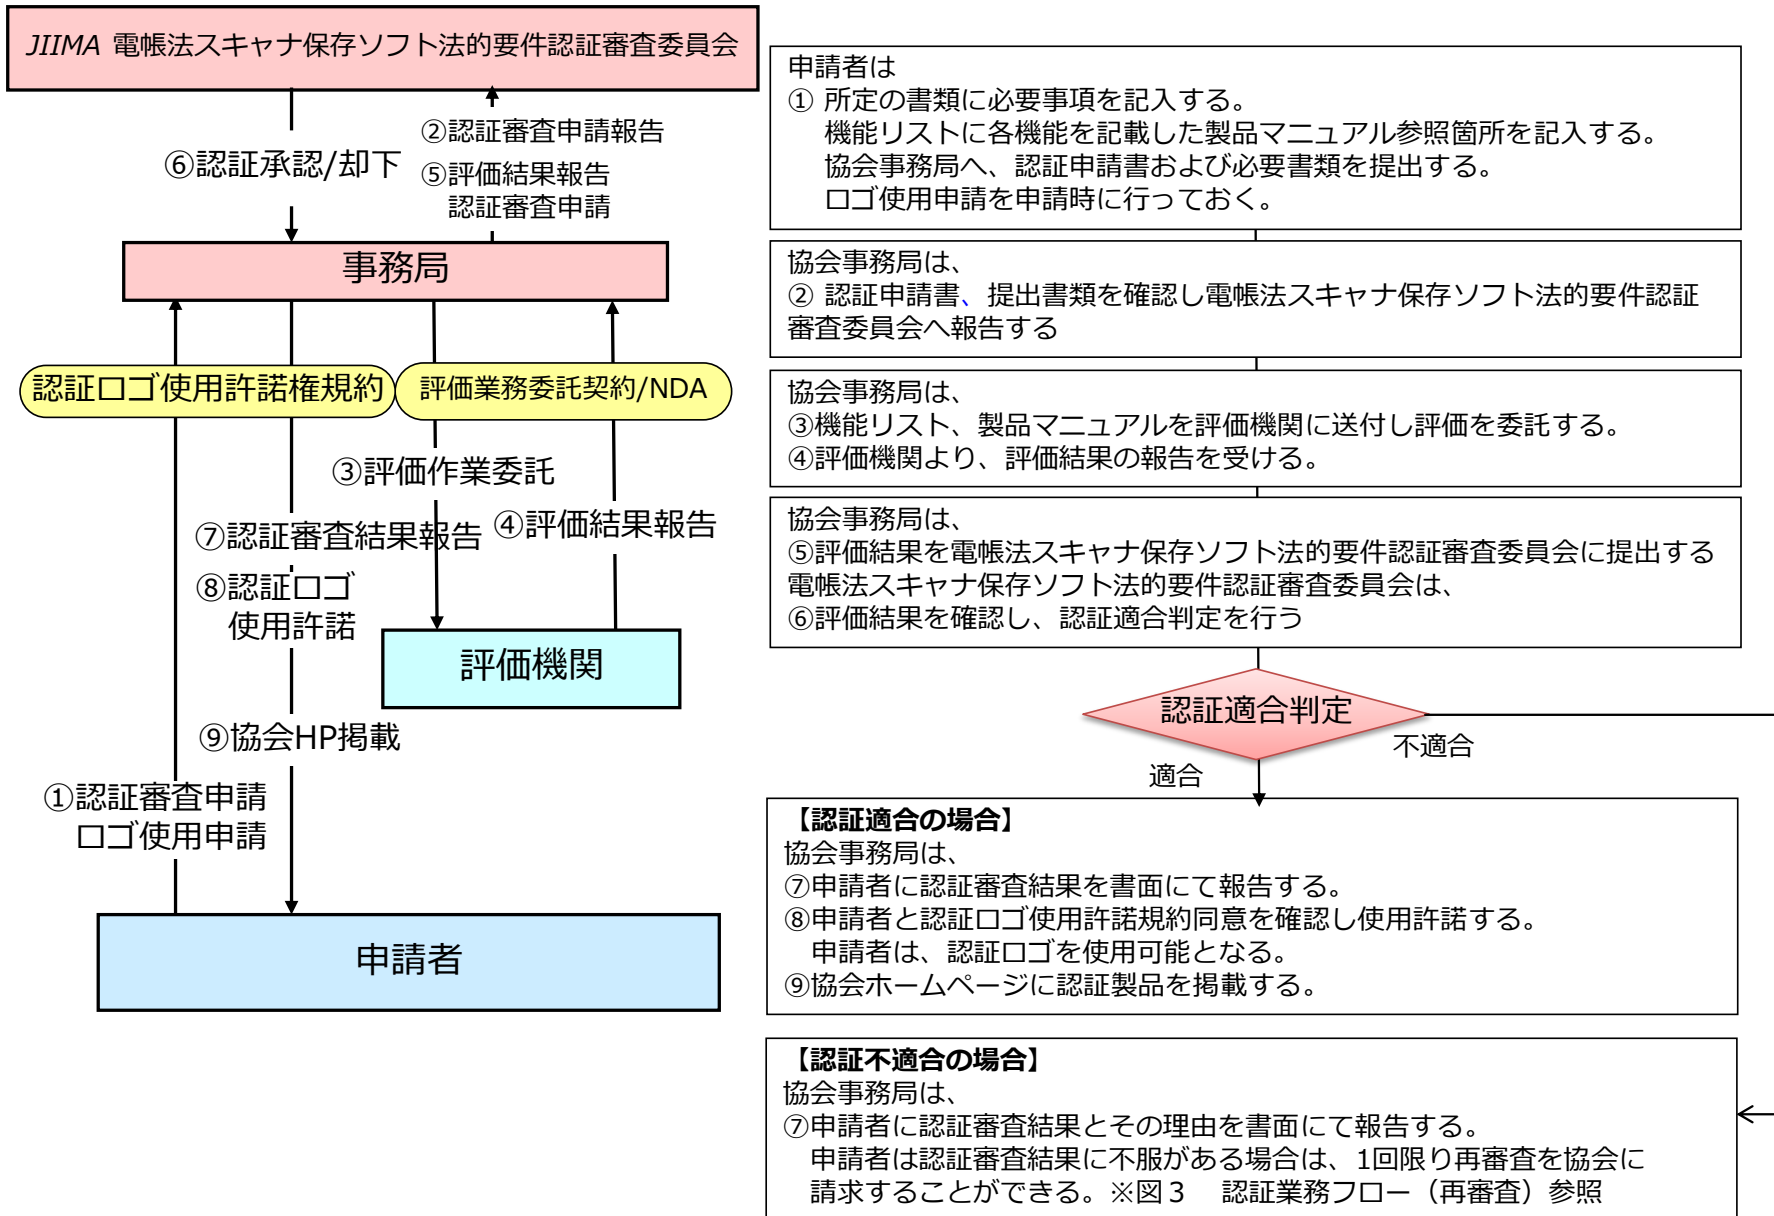 JIIMA 電帳法スキャナ保存ソフト法的要件認証審査委員会
②認証審査申請報告
⑥認証承認/却下
⑤評価結果報告
認証審査申請
事務局
認証ロゴ使用許諾権規約
評価業務委託契約/NDA
③評価作業委託
④評価結果報告
⑦認証審査結果報告
⑧認証ロゴ
使用許諾
評価機関
⑨協会HP掲載
①認証審査申請
ロゴ使用申請
申請者
申請者は
① 所定の書類に必要事項を記入する。
機能リストに各機能を記載した製品マニュアル参照箇所を記入する。
協会事務局へ、認証申請書および必要書類を提出する。
ロゴ使用申請を申請時に行っておく。
協会事務局は、
② 認証申請書、提出書類を確認し電帳法スキャナ保存ソフト法的要件認証
審査委員会へ報告する
協会事務局は、
③機能リスト、製品マニュアルを評価機関に送付し評価を委託する。
④評価機関より、評価結果の報告を受ける。
協会事務局は、
⑤評価結果を電帳法スキャナ保存ソフト法的要件認証審査委員会に提出する
電帳法スキャナ保存ソフト法的要件認証審査委員会は、
⑥評価結果を確認し、認証適合判定を行う
認証適合判定
不適合
適合
【認証適合の場合】
協会事務局は、
⑦申請者に認証審査結果を書面にて報告する。
⑧申請者と認証ロゴ使用許諾規約同意を確認し使用許諾する。
申請者は、認証ロゴを使用可能となる。
⑨協会ホームページに認証製品を掲載する。
【認証不適合の場合】
協会事務局は、
⑦申請者に認証審査結果とその理由を書面にて報告する。
申請者は認証審査結果に不服がある場合は、1回限り再審査を協会に
請求することができる。※図３　認証業務フロー（再審査）参照